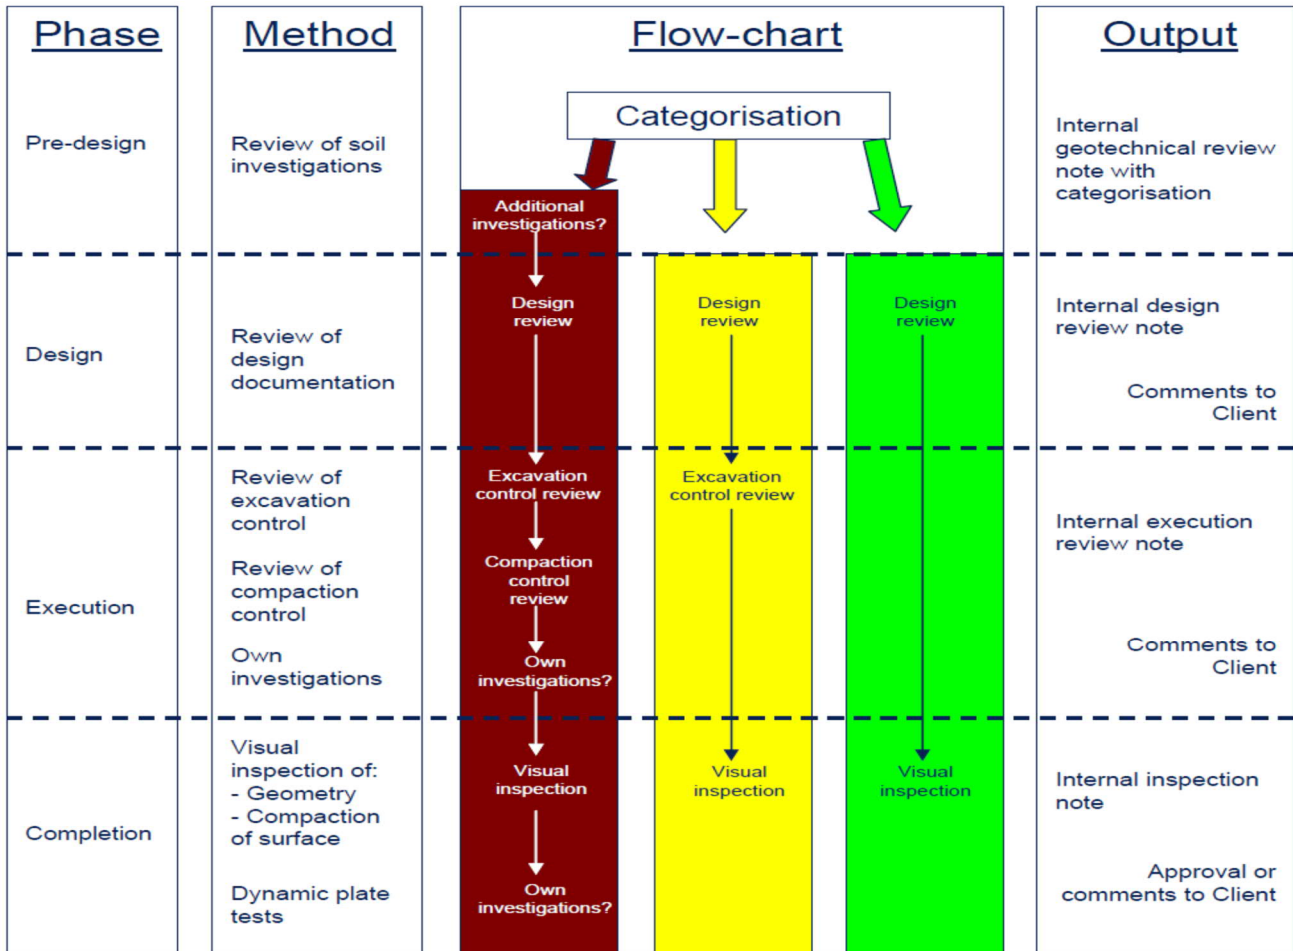 Phase
Method
Flow-chart
Output
Categorisation
Pre-design
Review of soil
investigations
Additional
investigations?
Internal
geotechnical review
note with
categorisation
Design
Review of
design
documentation
Design
review
Design
review
Design
review
Internal design
review note
Comments to
Client
Execution
Review of
excavation
control
Review of
compaction
control
Own
investigations
Excavation
control review
Compaction
control
review
Own
investigations?
Excavation
control review
Internal execution
review note
Comments to
Client
Completion
Visual
inspection of:
- Geometry
- Compaction
of surface
Dynamic plate
tests
Visual
inspection
Own
investigations?
Visual
inspection
Visual
inspection
Internal inspection
note
Approval or
comments to Client